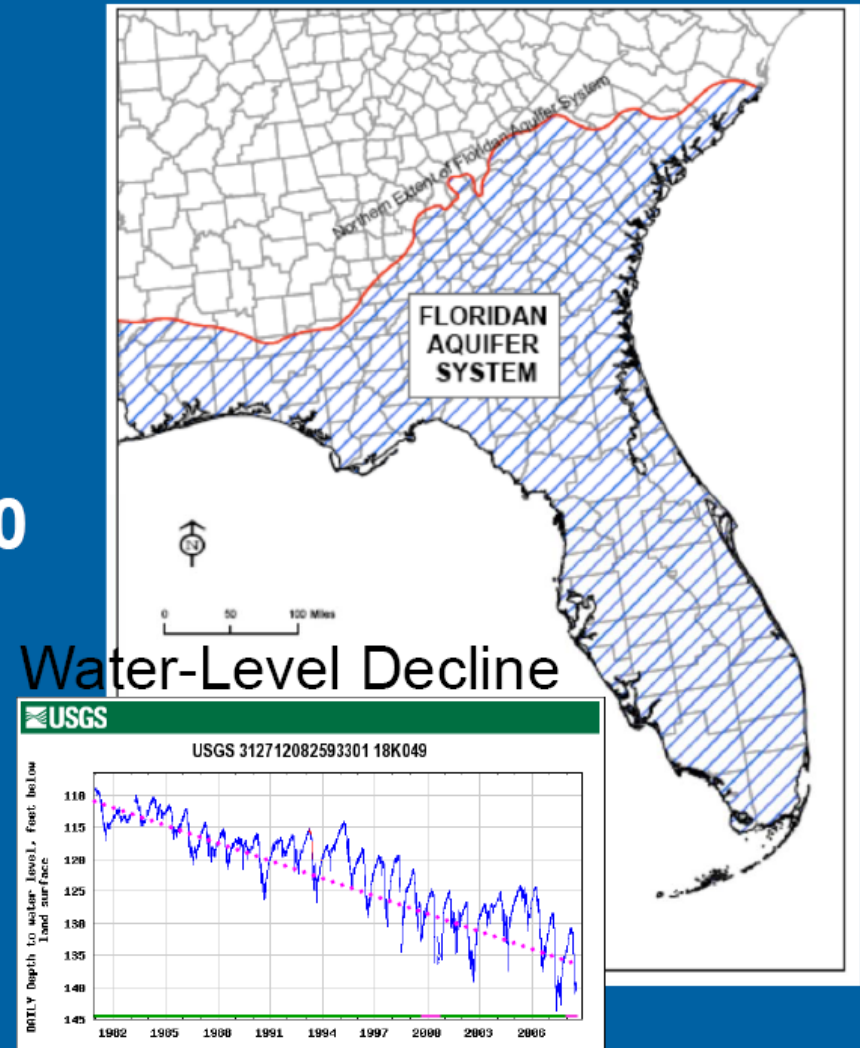 Northern Extent of Floridan Aquifer System
FLORIDAN
AQUIFER
SYSTEM
0
N
0 50 100 Miles
Water-Level Decline
USGS
USGS 312712082593301 18K049
DAILY Depth to water level, feet below
land surface
110
115
120
125
130
135
140
145
1982 1985 1988 1991 1994 1997 2000 2003 2006